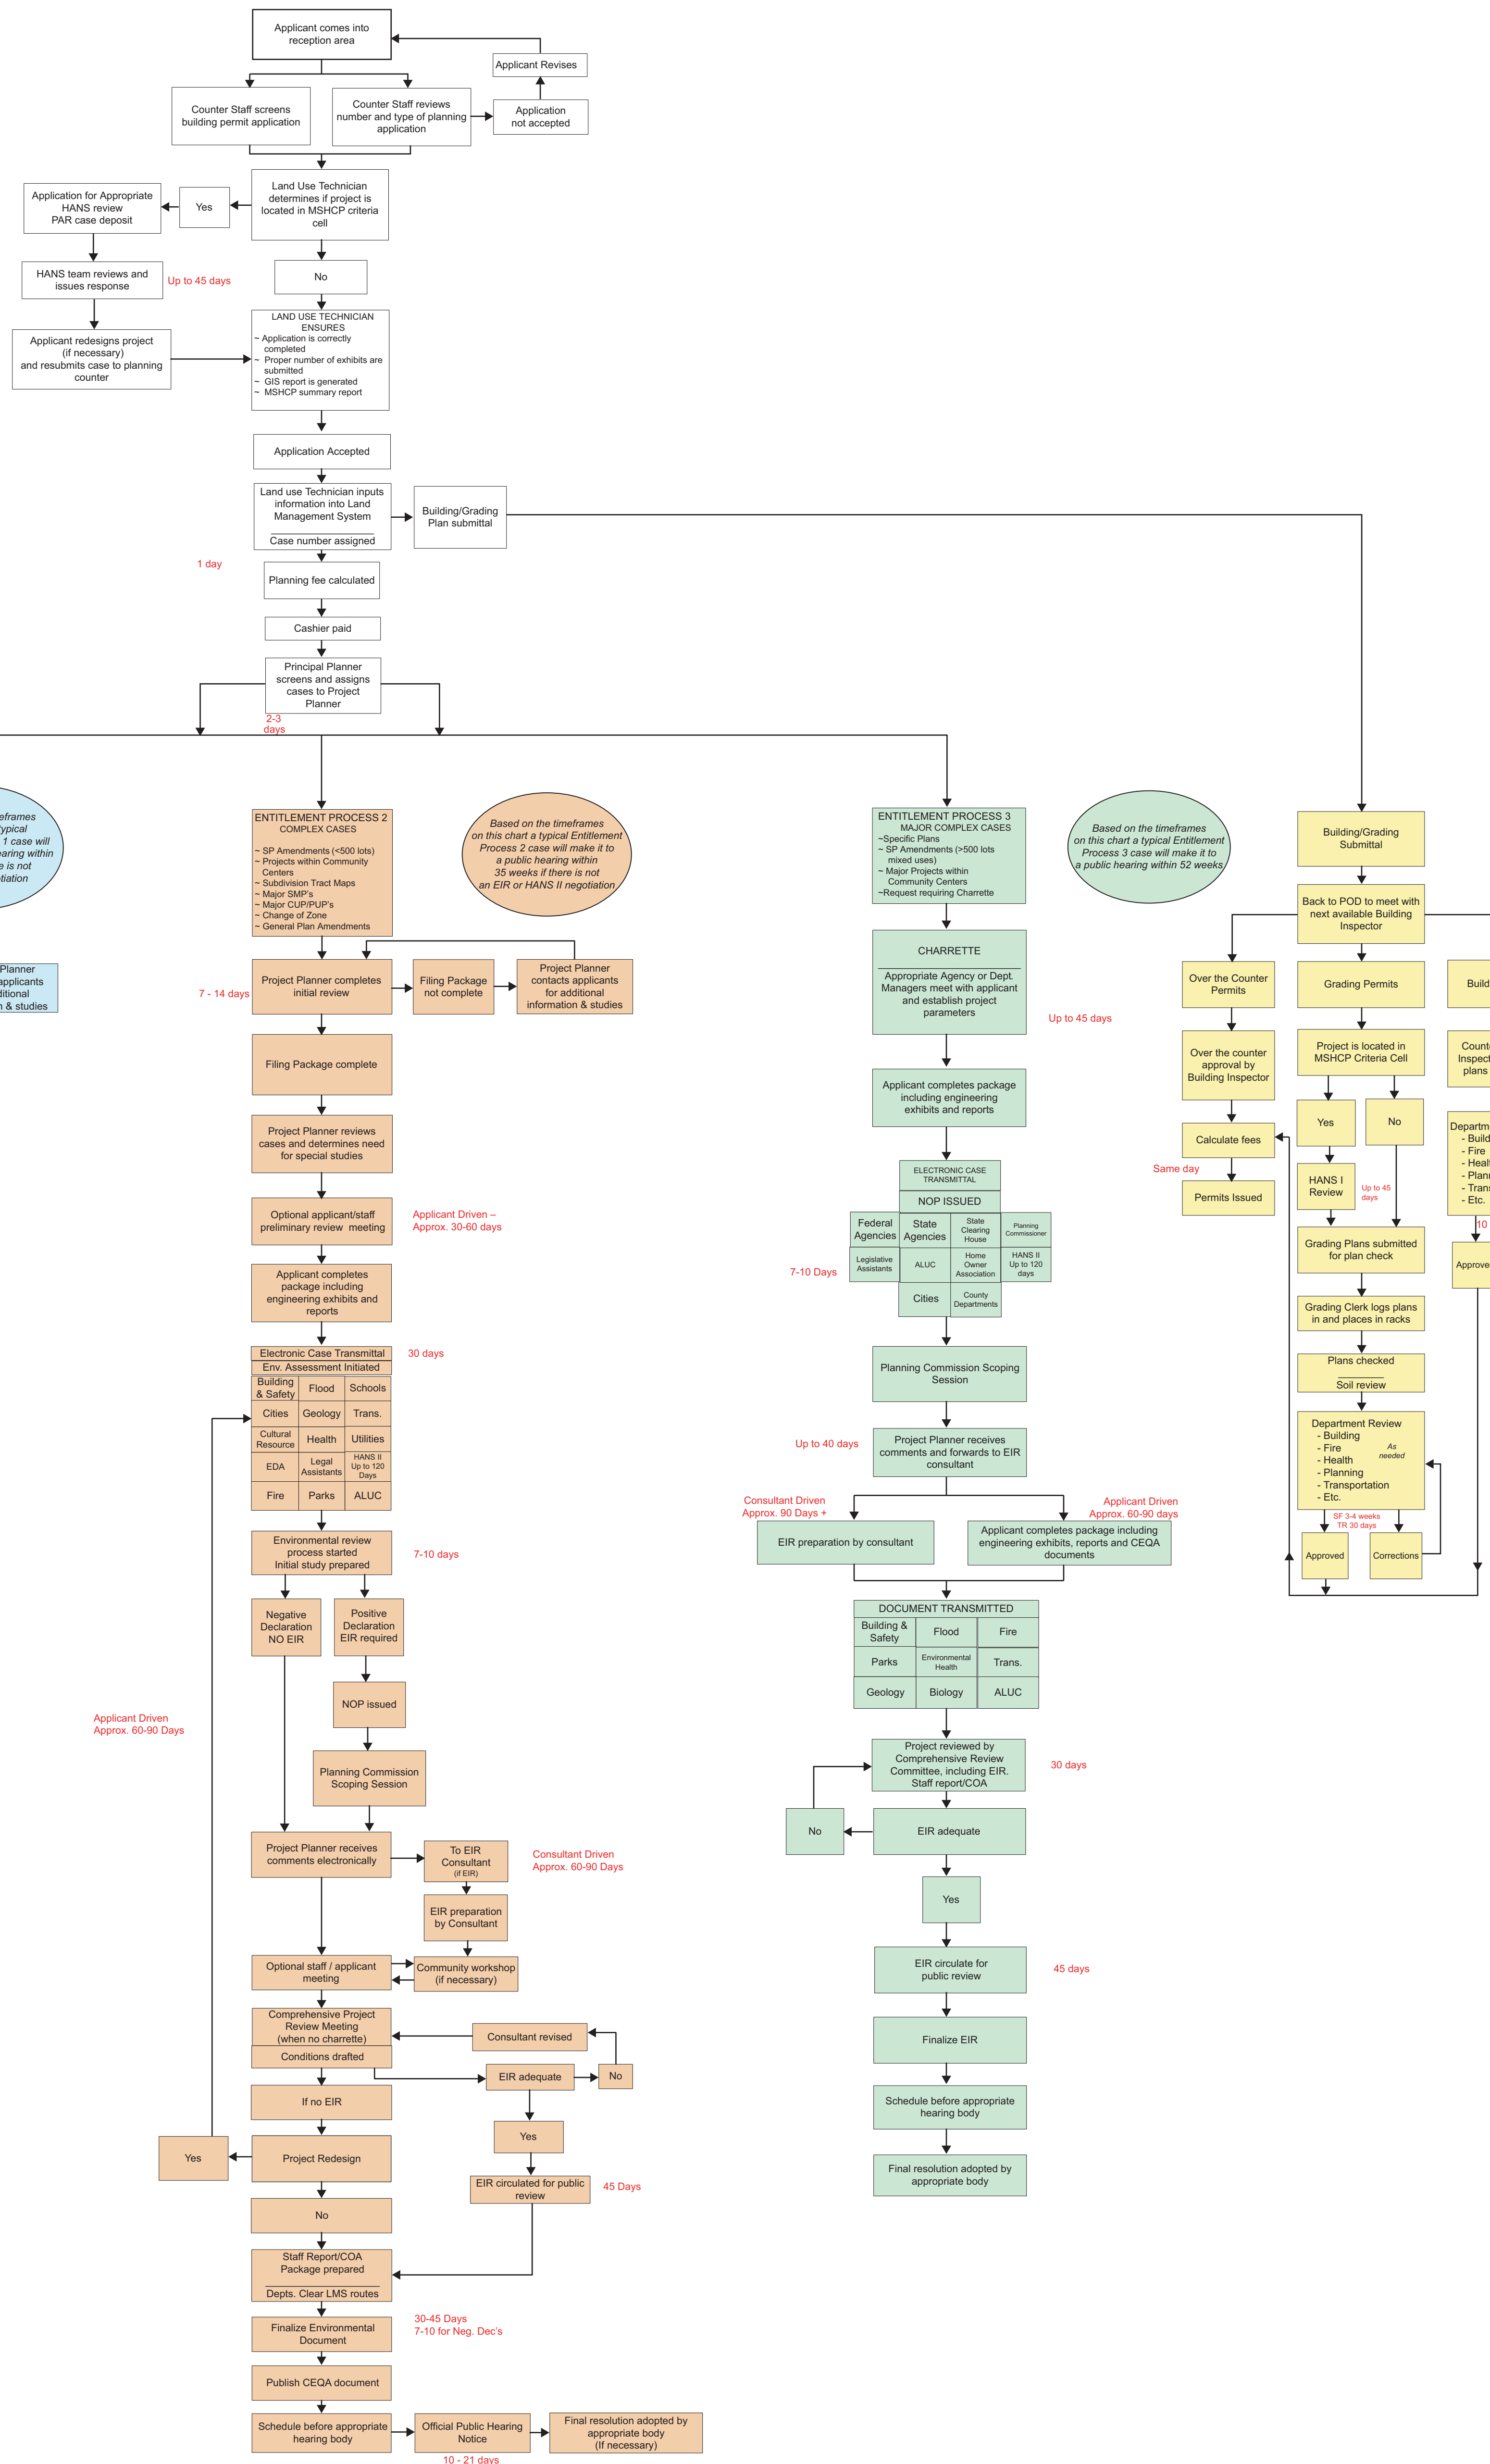 Applicant comes into
reception area
Applicant Revises
Counter Staff screens
building permit application
Counter Staff reviews
number and type of planning
application
Application
not accepted
Application for Appropriate
HANS review
PAR case deposit
Yes
Land Use Technician
determines if project is
located in MSHCP criteria
cell
HANS team reviews and
issues response
Up to 45 days
No
Applicant redesigns project
(if necessary)
and resubmits case to planning
counter
LAND USE TECHNICIAN
ENSURES
~ Application is correctly
completed
~ Proper number of exhibits are
submitted
~ GIS report is generated
~ MSHCP summary report
Application Accepted
Land use Technician inputs
information into Land
Management System
Case number assigned
Building/Grading
Plan submittal
1 day
Planning fee calculated
Cashier paid
Principal Planner
screens and assigns
cases to Project
Planner
2-3
days
eframes
ypical
1 case will
earing within
e is not
tiation
Planner
applicants
ditional
n & studies
ENTITLEMENT PROCESS 2
COMPLEX CASES
~ SP Amendments (<500 lots)
~ Projects within Community
Centers
~ Subdivision Tract Maps
~ Major SMP's
~ Major CUP/PUP's
~ Change of Zone
~ General Plan Amendments
Based on the timeframes
on this chart a typical Entitlement
Process 2 case will make it to
a public hearing within
35 weeks if there is not
an EIR or HANS II negotiation
7 - 14 days
Project Planner completes
initial review
Filing Package
not complete
Project Planner
contacts applicants
for additional
information & studies
Filing Package complete
Project Planner reviews
cases and determines need
for special studies
Optional applicant/staff
preliminary review meeting
Applicant Driven –
Approx. 30-60 days
Applicant completes
package including
engineering exhibits and
reports
Electronic Case Transmittal
30 days
Env. Assessment Initiated
Building
& Safety
Flood
Schools
Cities
Geology
Trans.
Cultural
Resource
Health
Utilities
EDA
Legal
Assistants
HANS II
Up to 120
Days
Fire
Parks
ALUC
Environmental review
process started
Initial study prepared
7-10 days
Negative
Declaration
NO EIR
Positive
Declaration
EIR required
NOP issued
Applicant Driven
Approx. 60-90 Days
Planning Commission
Scoping Session
Project Planner receives
comments electronically
To EIR
Consultant
(if EIR)
Consultant Driven
Approx. 60-90 Days
EIR preparation
by Consultant
Optional staff / applicant
meeting
Community workshop
(if necessary)
Comprehensive Project
Review Meeting
(when no charrette)
Conditions drafted
Consultant revised
EIR adequate
No
If no EIR
Yes
Yes
Project Redesign
EIR circulated for public
review
45 Days
No
Staff Report/COA
Package prepared
Depts. Clear LMS routes
Finalize Environmental
Document
30-45 Days
7-10 for Neg. Dec's
Publish CEQA document
Schedule before appropriate
hearing body
Official Public Hearing
Notice
10 - 21 days
Final resolution adopted by
appropriate body
(If necessary)
ENTITLEMENT PROCESS 3
MAJOR COMPLEX CASES
~Specific Plans
~ SP Amendments (>500 lots
mixed uses)
~ Major Projects within
Community Centers
~Request requiring Charrette
Based on the timeframes
on this chart a typical Entitlement
Process 3 case will make it to
a public hearing within 52 weeks
CHARRETTE
Appropriate Agency or Dept.
Managers meet with applicant
and establish project
parameters
Up to 45 days
Applicant completes package
including engineering
exhibits and reports
ELECTRONIC CASE
TRANSMITTAL
NOP ISSUED
Federal
Agencies
State
Agencies
State
Clearing
House
Planning
Commissioner
7-10 Days
Legislative
Assistants
ALUC
Home
Owner
Association
HANS II
Up to 120
days
Cities
County
Departments
Planning Commission Scoping
Session
Up to 40 days
Project Planner receives
comments and forwards to EIR
consultant
Consultant Driven
Approx. 90 Days +
Applicant Driven
Approx. 60-90 days
EIR preparation by consultant
Applicant completes package including
engineering exhibits, reports and CEQA
documents
DOCUMENT TRANSMITTED
Building &
Safety
Flood
Fire
Parks
Environmental
Health
Trans.
Geology
Biology
ALUC
Project reviewed by
Comprehensive Review
Committee, including EIR.
Staff report/COA
30 days
No
EIR adequate
Yes
EIR circulate for
public review
45 days
Finalize EIR
Schedule before appropriate
hearing body
Final resolution adopted by
appropriate body
Building/Grading
Submittal
Back to POD to meet with
next available Building
Inspector
Over the Counter
Permits
Over the counter
approval by
Building Inspector
Calculate fees
Same day
Permits Issued
Grading Permits
Project is located in
MSHCP Criteria Cell
Yes
No
HANS I
Review
Up to 45
days
Grading Plans submitted
for plan check
Grading Clerk logs plans
in and places in racks
Plans checked
Soil review
Department Review
- Building
- Fire
- Health
- Planning
- Transportation
- Etc.
As
needed
SF 3-4 weeks
TR 30 days
Approved
Corrections
Build
Counte
Inspect
plans
Departm
- Build
- Fire
- Healt
- Plann
- Trans
- Etc.
10
Approve